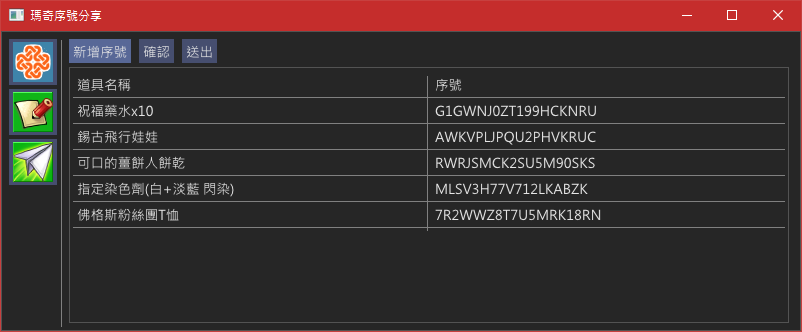 瑪奇序號分享
新增序號 確認 送出
道具名稱 序號
祝福藥水x10 G1GWNJ0ZT199HCKNRU
錫古飛行娃娃 AWKVPLJPQU2PHVKRUC
可口的薑餅人餅乾 RWRJSMCK2SU5M90SKS
指定染色劑(白+淡藍 閃染) MLSV3H77V712LKABZK
佛格斯粉絲團T恤 7R2WWZ8T7U5MRK18RN